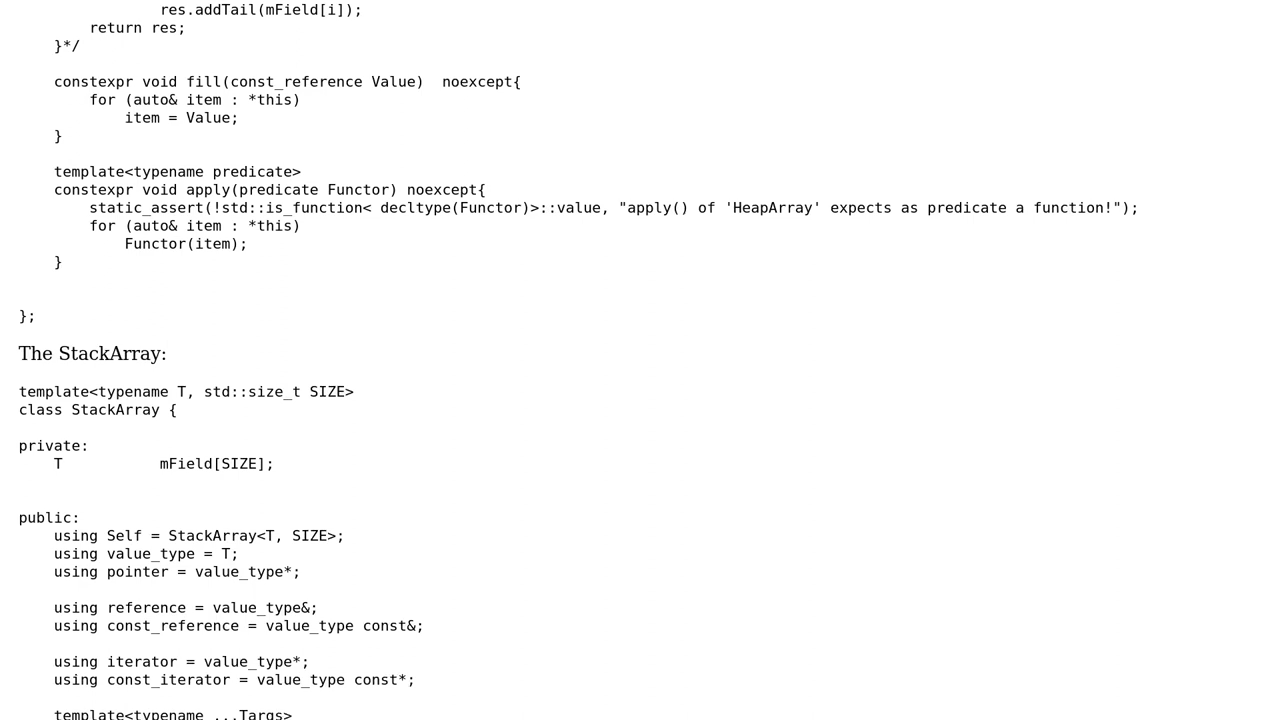 res.addTail(mField[i]);
        return res;
    }*/

    constexpr void fill(const_reference Value)  noexcept{
        for (auto& item : *this)
            item = Value;
    }

    template<typename predicate>
    constexpr void apply(predicate Functor) noexcept{
        static_assert(!std::is_function< decltype(Functor)>::value, "apply() of 'HeapArray' expects as predicate a function!");
        for (auto& item : *this)
            Functor(item);
    }


};
The StackArray:
template<typename T, std::size_t SIZE>
class StackArray {

private:
    T           mField[SIZE];


public:
    using Self = StackArray<T, SIZE>;
    using value_type = T;
    using pointer = value_type*;

    using reference = value_type&;
    using const_reference = value_type const&;

    using iterator = value_type*;
    using const_iterator = value_type const*;

    template<typename ...Targs>